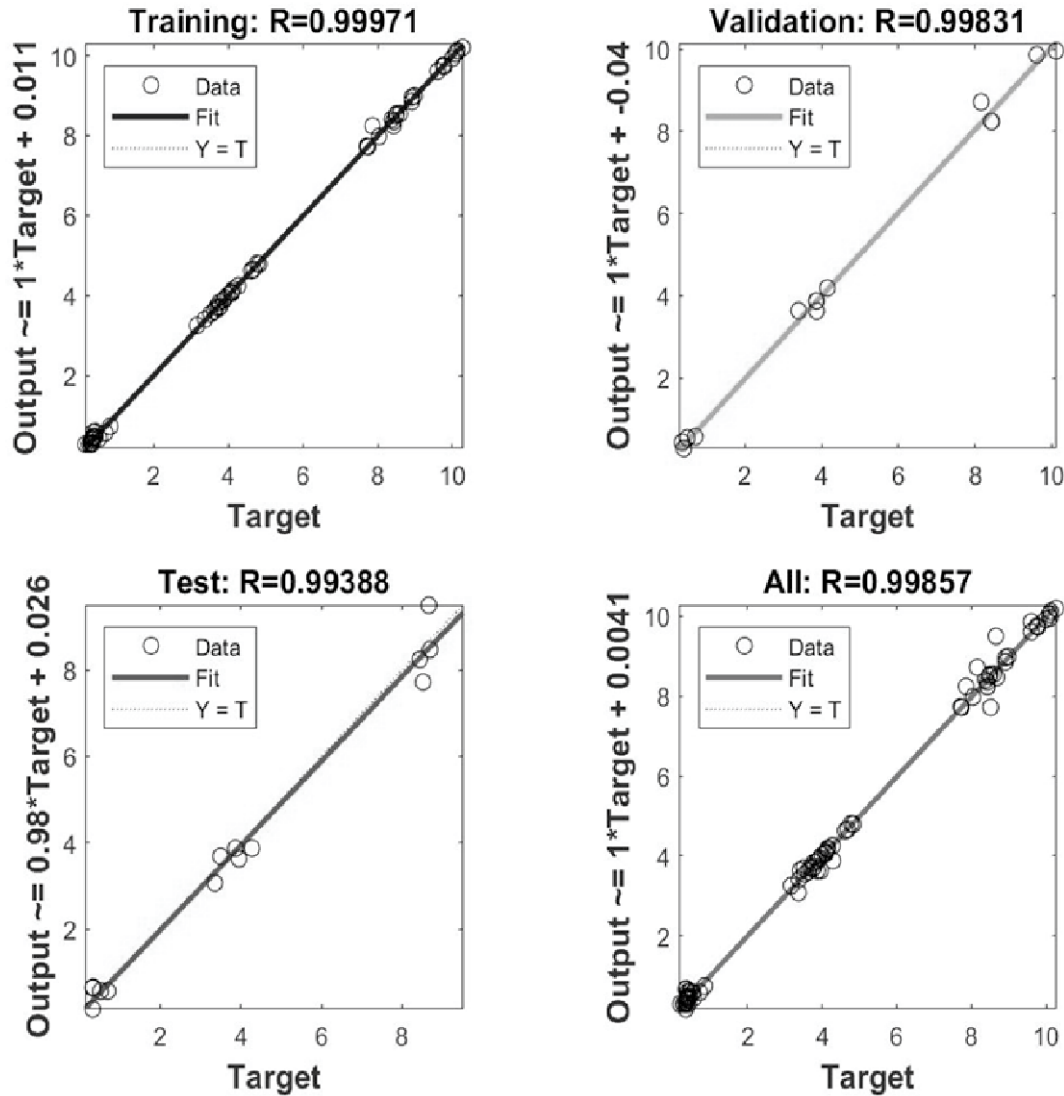 Training: R=0.99971
Output ~= 1*Target + 0.011
10
8
6
4
2
Data
Fit
Y = T
2
4
6
8
10
Target
Validation: R=0.99831
Output ~= 1*Target + -0.04
10
8
6
4
2
Data
Fit
Y = T
2
4
6
8
10
Target
Test: R=0.99388
Output ~= 0.98*Target + 0.026
8
6
4
2
Data
Fit
Y = T
2
4
6
8
Target
All: R=0.99857
Output ~= 1*Target + 0.0041
10
8
6
4
2
Data
Fit
Y = T
2
4
6
8
10
Target